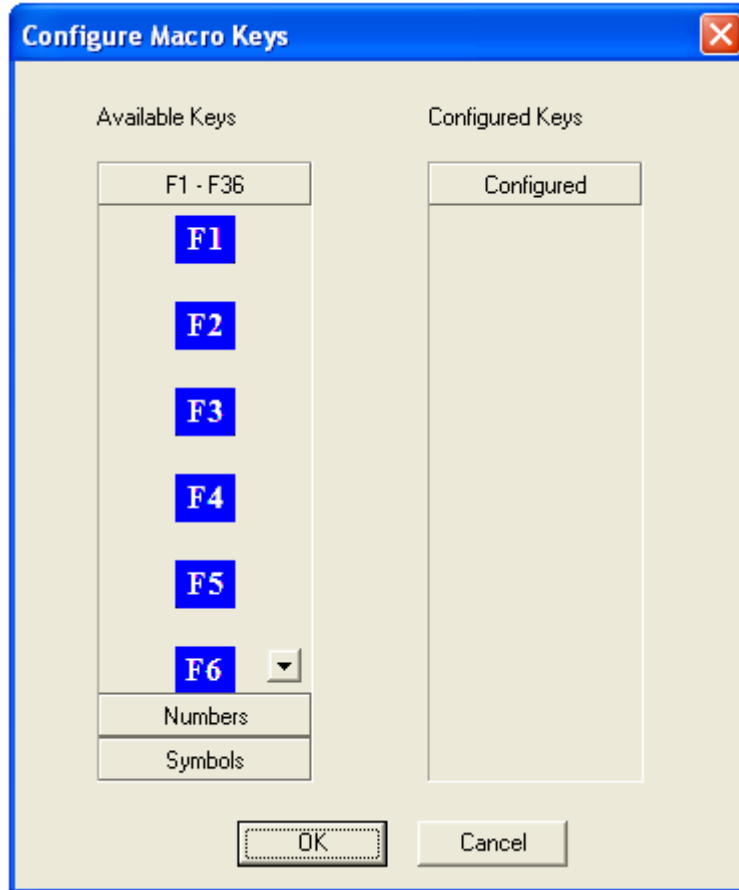 Configure Macro Keys
Available Keys
Configured Keys
F1 - F36
Configured
F1
F2
F3
F4
F5
F6
Numbers
Symbols
OK
Cancel